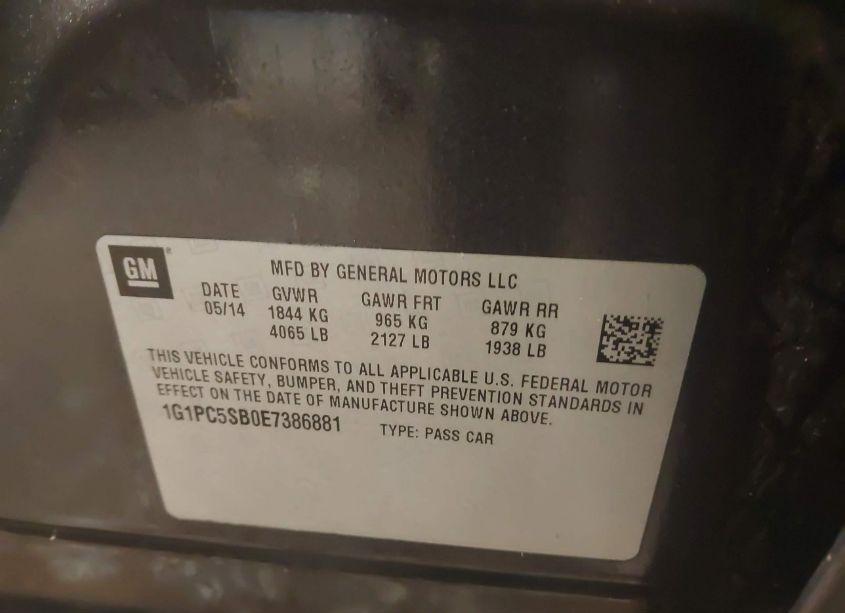 GM
MFD BY GENERAL MOTORS LLC
DATE GVWR GAWR FRT GAWR RR
05/14 1844 KG 965 KG 879 KG
4065 LB 2127 LB 1938 LB
THIS VEHICLE CONFORMS TO ALL APPLICABLE U.S. FEDERAL MOTOR
VEHICLE SAFETY, BUMPER, AND THEFT PREVENTION STANDARDS IN
EFFECT ON THE DATE OF MANUFACTURE SHOWN ABOVE.
1G1PC5SB0E7386881 TYPE: PASS CAR